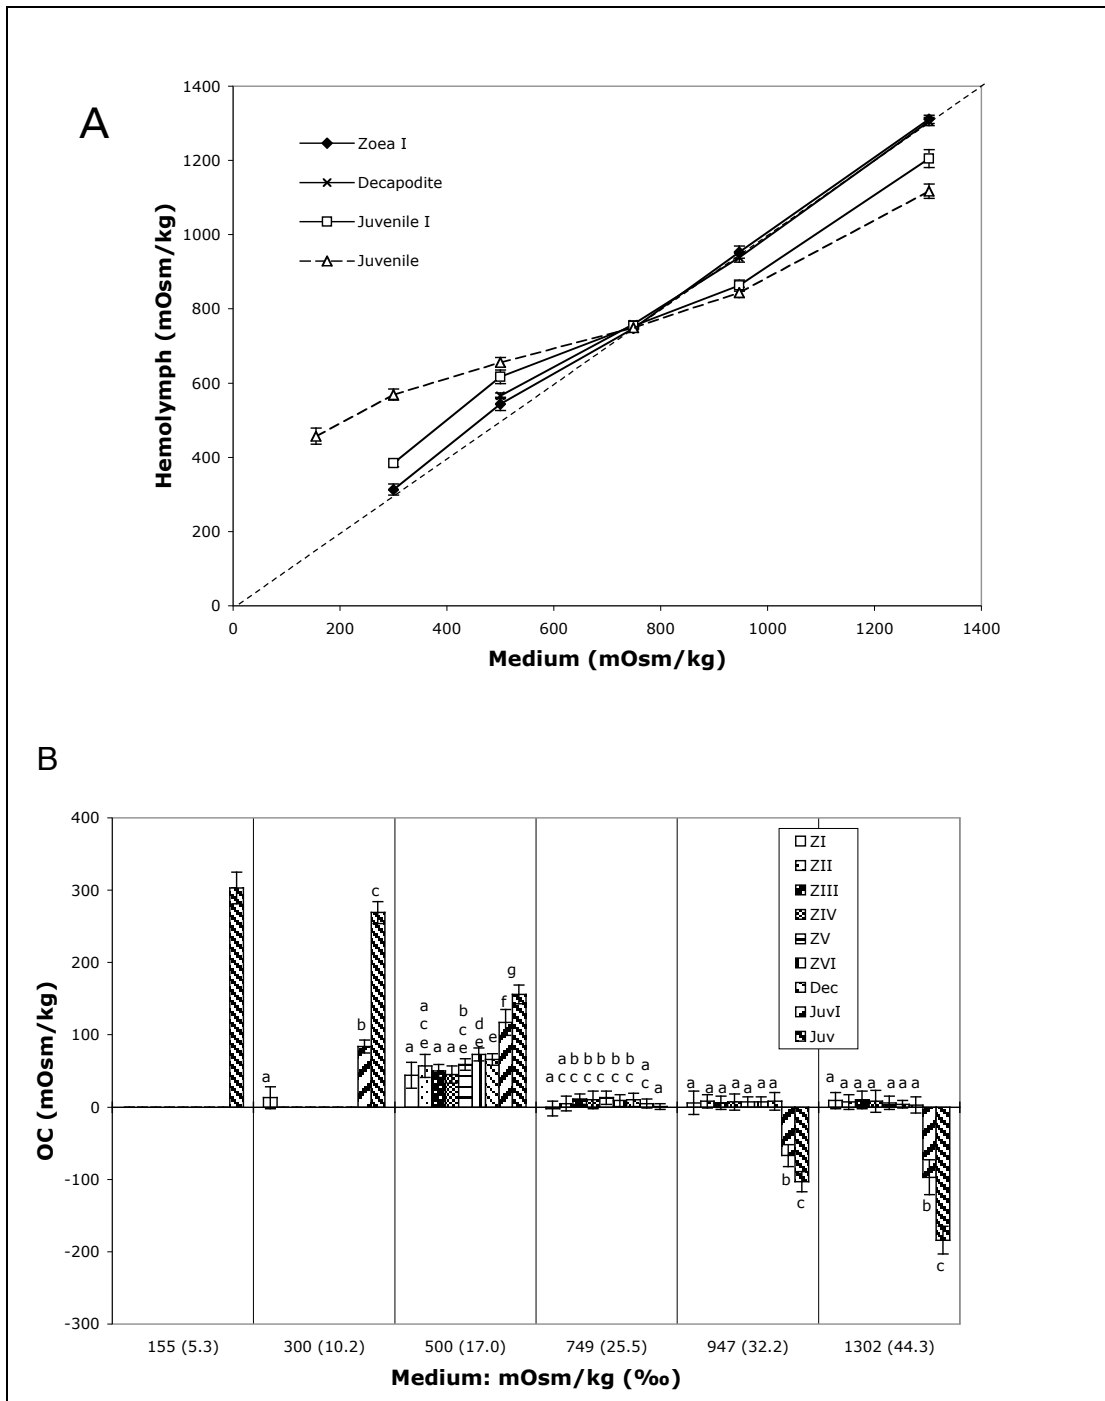 A
1400
1200
1000
800
600
400
200
0
Hemolymph (mOsm/kg)
Zoea I
Decapodite
Juvenile I
Juvenile
0 200 400 600 800 1000 1200 1400
Medium (mOsm/kg)
B
400
300
200
100
0
-100
-200
-300
OC (mOsm/kg)
ZI
ZII
ZIII
ZIV
ZV
ZVI
Dec
JuvI
Juv
a b c
a a c e a a b c e d e e f g
a a c b c b c b c b c b c a c a
a a a a a a a b c
a a a a a a a b c
155 (5.3) 300 (10.2) 500 (17.0) 749 (25.5) 947 (32.2) 1302 (44.3)
Medium: mOsm/kg (‰)